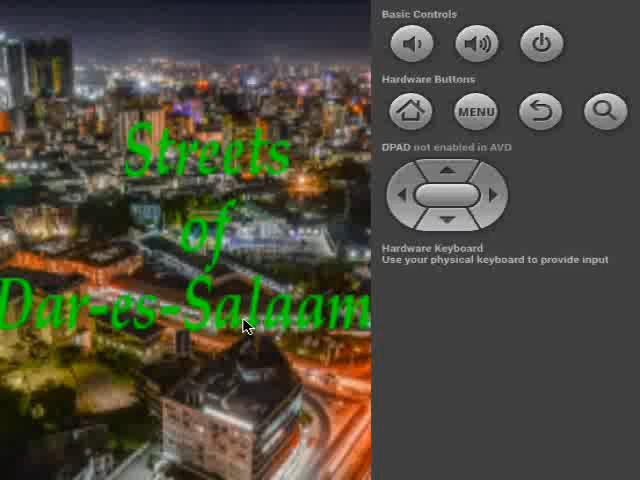 Basic Controls
Hardware Buttons
MENU
DPAD not enabled in AVD
Hardware Keyboard
Use your physical keyboard to provide input
Streets
of
Dar-es-Salaam